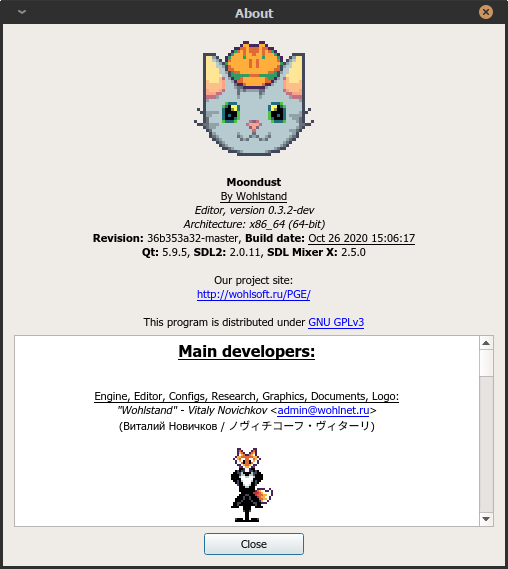 About
Moondust
By Wohlstand
Editor, version 0.3.2-dev
Architecture: x86_64 (64-bit)
Revision: 36b353a32-master, Build date: Oct 26 2020 15:06:17
Qt: 5.9.5, SDL2: 2.0.11, SDL Mixer X: 2.5.0
Our project site:
http://wohlsoft.ru/PGE/
This program is distributed under GNU GPLv3
Main developers:
Engine, Editor, Configs, Research, Graphics, Documents, Logo:
"Wohlstand" - Vitaly Novichkov <admin@wohlnet.ru>
(Виталий Новичков / ノヴィチコーフ・ヴィターリ)
Close